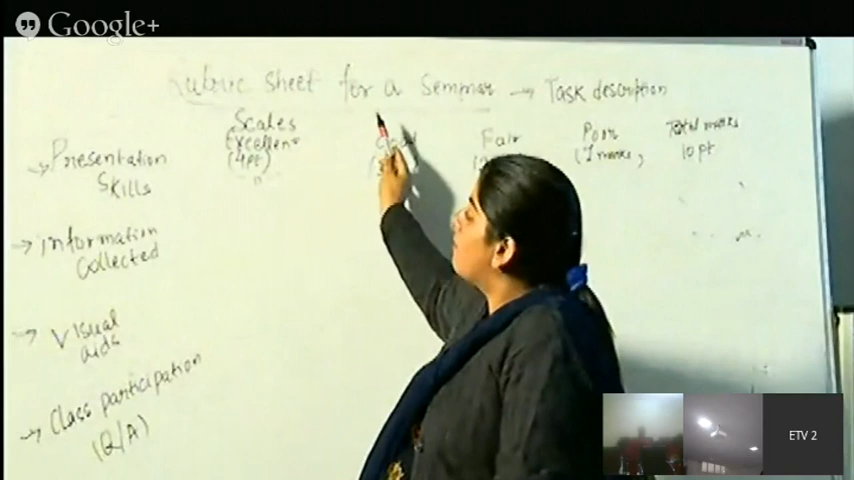 Google+
Rubric sheet for a Seminar → Task description
Scales
Excellent
(4pt)
Good
Fair
Poor
(1 marks)
Total marks
10 pt
→ Presentation
Skills
→ Information
Collected
→ Visual
aids
→ Class participation
(Q/A)
ETV 2